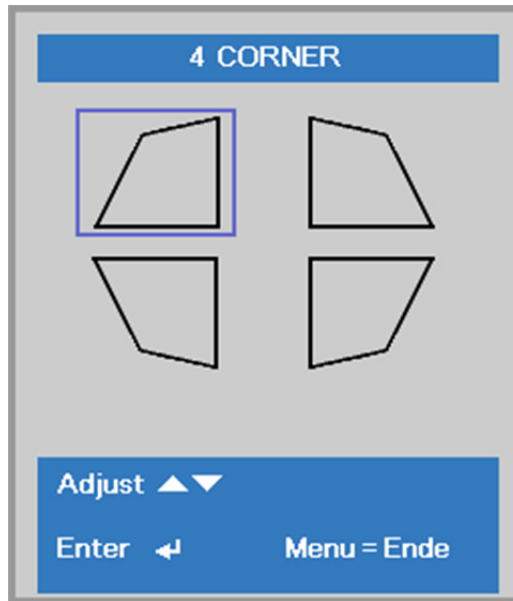 4 CORNER
Adjust ▲▼
Enter ↵
Menu = Ende